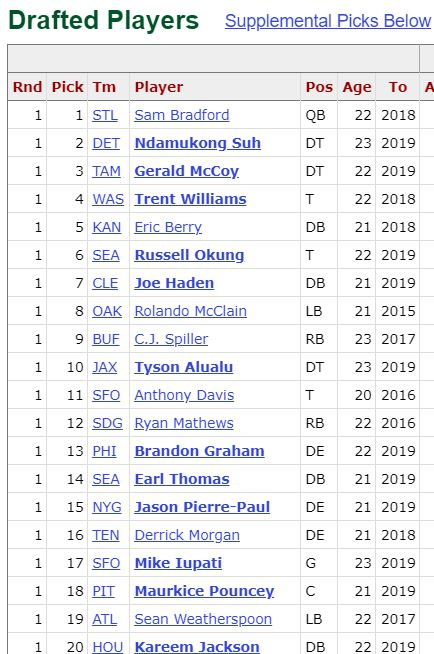 Drafted Players Supplemental Picks Below
Rnd Pick Tm Player Pos Age To A
1 1 STL Sam Bradford QB 22 2018
1 2 DET Ndamukong Suh DT 23 2019
1 3 TAM Gerald McCoy DT 22 2019
1 4 WAS Trent Williams T 22 2018
1 5 KAN Eric Berry DB 21 2018
1 6 SEA Russell Okung T 22 2019
1 7 CLE Joe Haden DB 21 2019
1 8 OAK Rolando McClain LB 21 2015
1 9 BUF C.J. Spiller RB 23 2017
1 10 JAX Tyson Alualu DT 23 2019
1 11 SFO Anthony Davis T 20 2016
1 12 SDG Ryan Mathews RB 22 2016
1 13 PHI Brandon Graham DE 22 2019
1 14 SEA Earl Thomas DB 21 2019
1 15 NYG Jason Pierre-Paul DE 21 2019
1 16 TEN Derrick Morgan DE 21 2018
1 17 SFO Mike Iupati G 23 2019
1 18 PIT Maurkice Pouncey C 21 2019
1 19 ATL Sean Weatherspoon LB 22 2017
1 20 HOU Kareem Jackson DB 22 2019